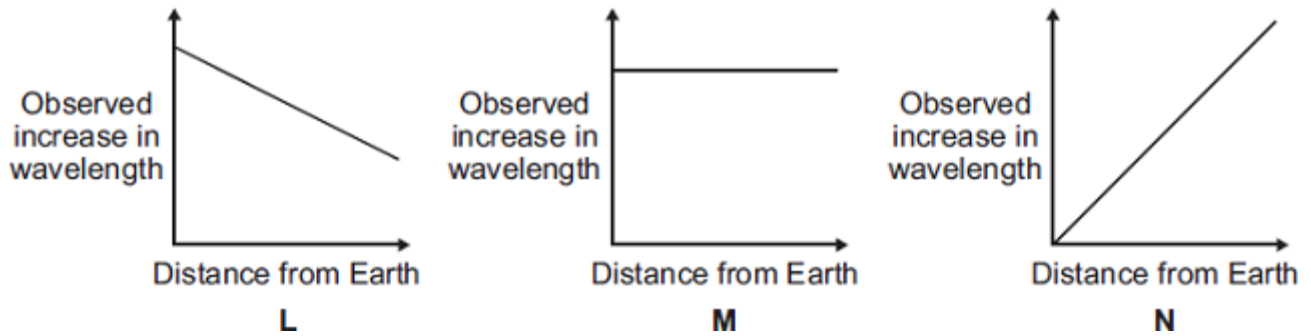 Observed
increase in
wavelength
Distance from Earth
L
Observed
increase in
wavelength
Distance from Earth
M
Observed
increase in
wavelength
Distance from Earth
N